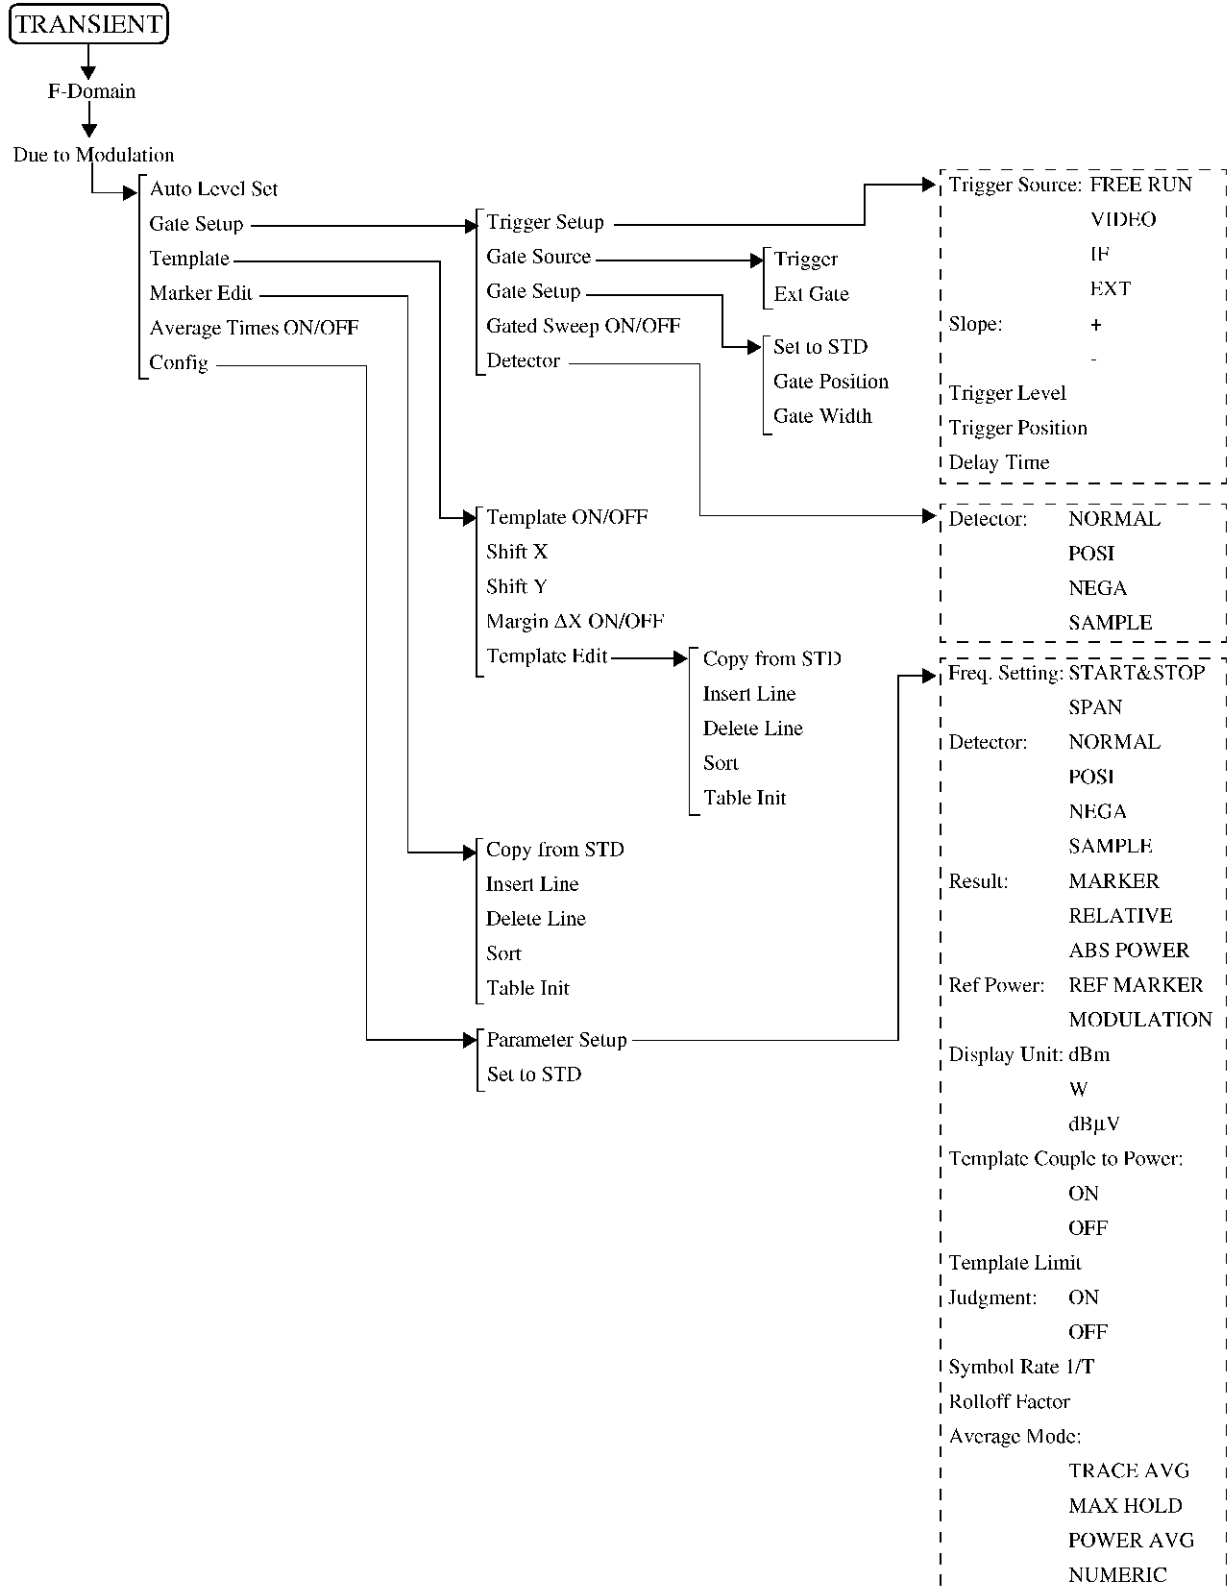 TRANSIENT
F-Domain
Due to Modulation
Auto Level Set
Gate Setup
Template
Marker Edit
Average Times ON/OFF
Config
Trigger Setup
Gate Source
Gate Setup
Gated Sweep ON/OFF
Detector
Trigger
Ext Gate
Set to STD
Gate Position
Gate Width
Trigger Source: FREE RUN
VIDEO
IF
EXT
Slope: +
-
Trigger Level
Trigger Position
Delay Time
Template ON/OFF
Shift X
Shift Y
Margin ΔX ON/OFF
Template Edit
Copy from STD
Insert Line
Delete Line
Sort
Table Init
Detector: NORMAL
POSI
NEGA
SAMPLE
Copy from STD
Insert Line
Delete Line
Sort
Table Init
Parameter Setup
Set to STD
Freq. Setting: START&STOP
SPAN
Detector: NORMAL
POSI
NEGA
SAMPLE
Result: MARKER
RELATIVE
ABS POWER
Ref Power: REF MARKER
MODULATION
Display Unit: dBm
W
dBμV
Template Couple to Power:
ON
OFF
Template Limit
Judgment: ON
OFF
Symbol Rate 1/T
Rolloff Factor
Average Mode:
TRACE AVG
MAX HOLD
POWER AVG
NUMERIC